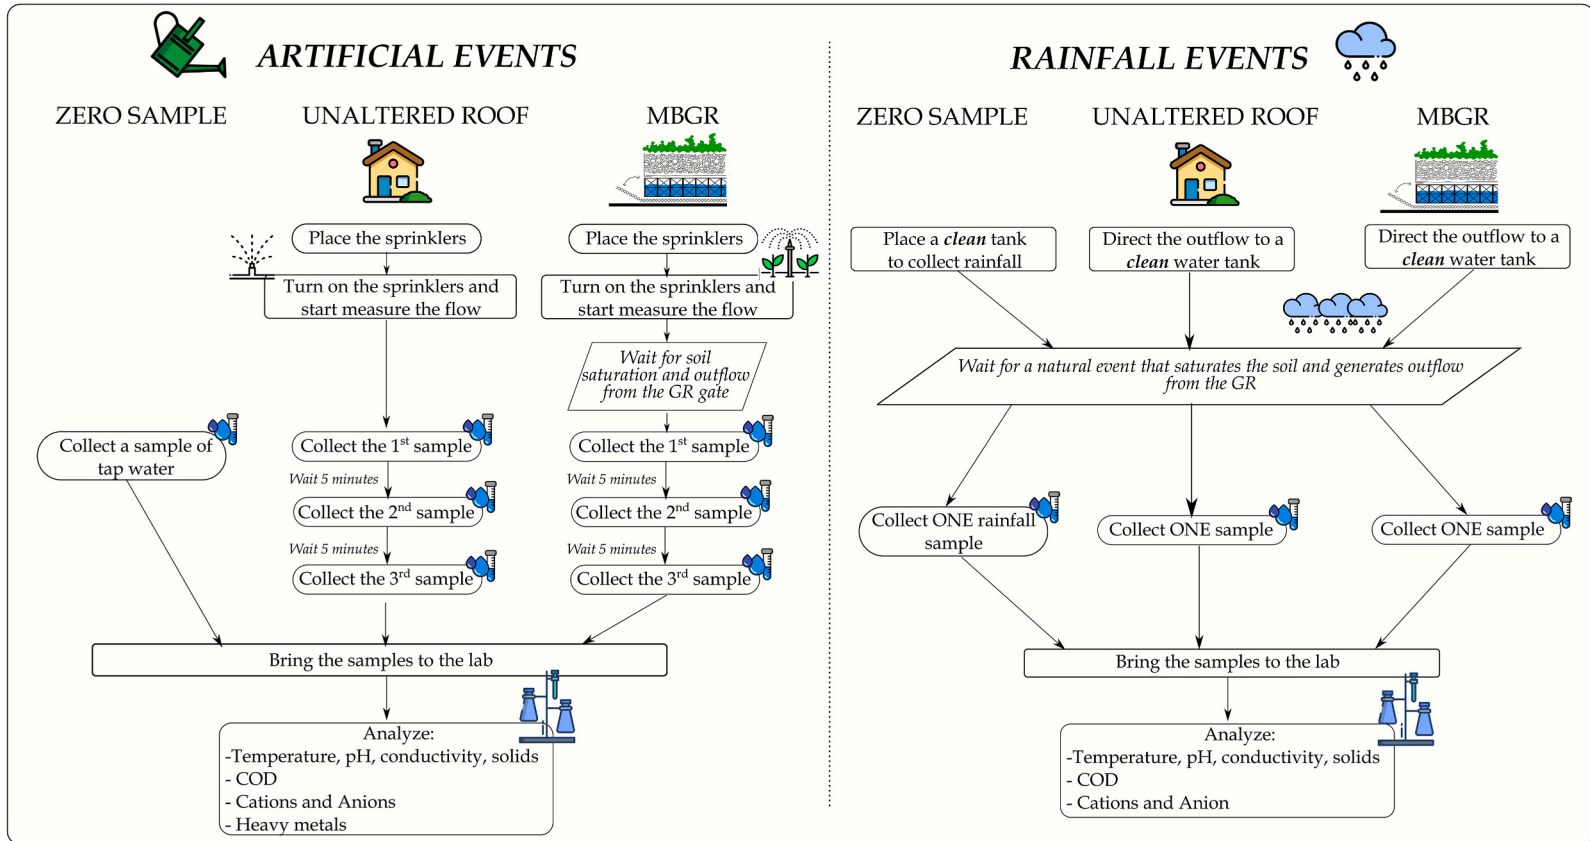 ARTIFICIAL EVENTS
ZERO SAMPLE
UNALTERED ROOF
MBGR
Place the sprinklers
Turn on the sprinklers and
start measure the flow
Place the sprinklers
Turn on the sprinklers and
start measure the flow
Wait for soil
saturation and outflow
from the GR gate
Collect a sample of
tap water
Collect the 1st sample
Wait 5 minutes
Collect the 2nd sample
Wait 5 minutes
Collect the 3rd sample
Collect the 1st sample
Wait 5 minutes
Collect the 2nd sample
Wait 5 minutes
Collect the 3rd sample
Bring the samples to the lab
Analyze:
-Temperature, pH, conductivity, solids
- COD
- Cations and Anions
- Heavy metals
RAINFALL EVENTS
ZERO SAMPLE
UNALTERED ROOF
MBGR
Place a clean tank
to collect rainfall
Direct the outflow to a
clean water tank
Direct the outflow to a
clean water tank
Wait for a natural event that saturates the soil and generates outflow
from the GR
Collect ONE rainfall
sample
Collect ONE sample
Collect ONE sample
Bring the samples to the lab
Analyze:
-Temperature, pH, conductivity, solids
- COD
- Cations and Anion